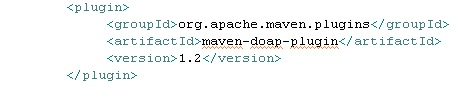 <plugin>
<groupId>org.apache.maven.plugins</groupId>
<artifactId>maven-doap-plugin</artifactId>
<version>1.2</version>
</plugin>